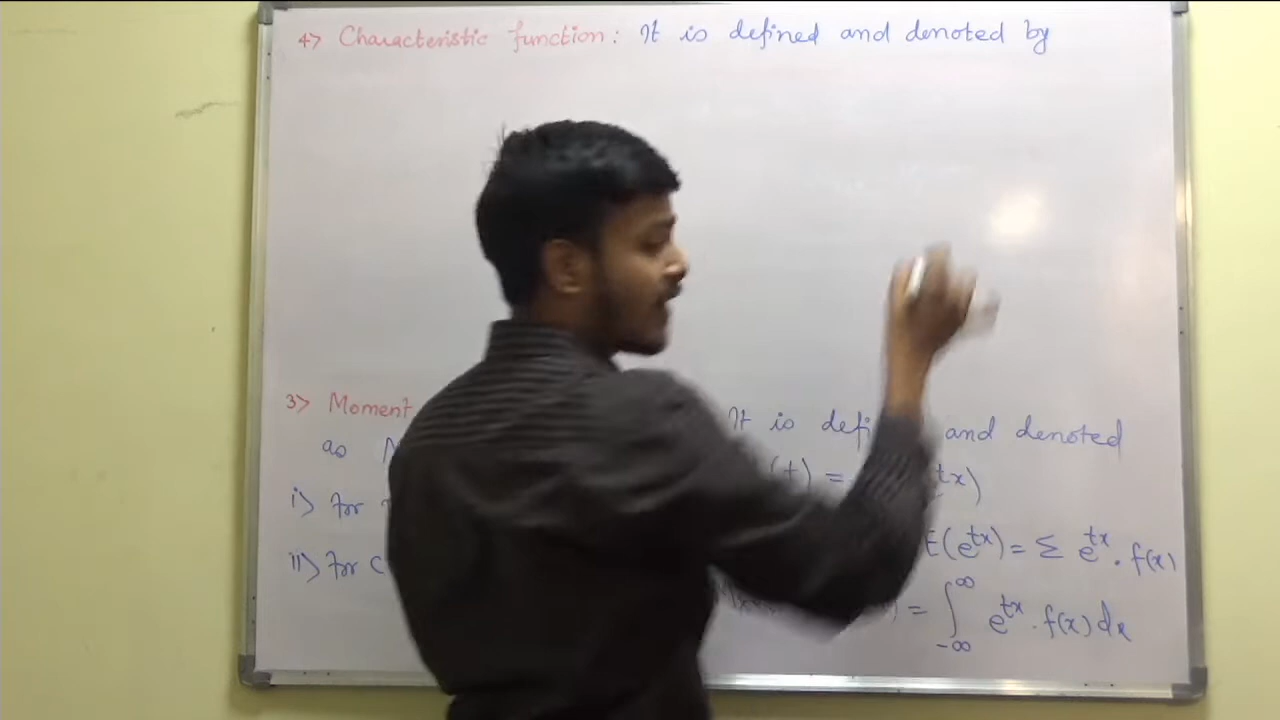 4> Characteristic function: It is defined and denoted by
3> Moment It is and denoted
as
i> for
(t) = tx)
E(e^tx) = Σ e^tx . f(x)
ii> for
= ∫_-∞^∞ e^tx . f(x) dx